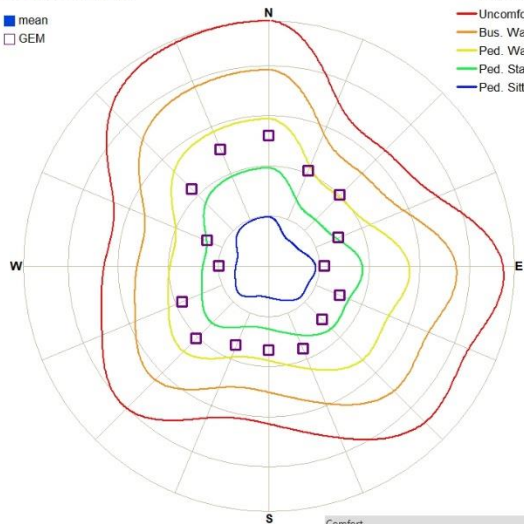 N
mean
GEM
Uncomfo
Bus. Wa
Ped. Wa
Ped. Sta
Ped. Sitt
W
E
S
Comfort